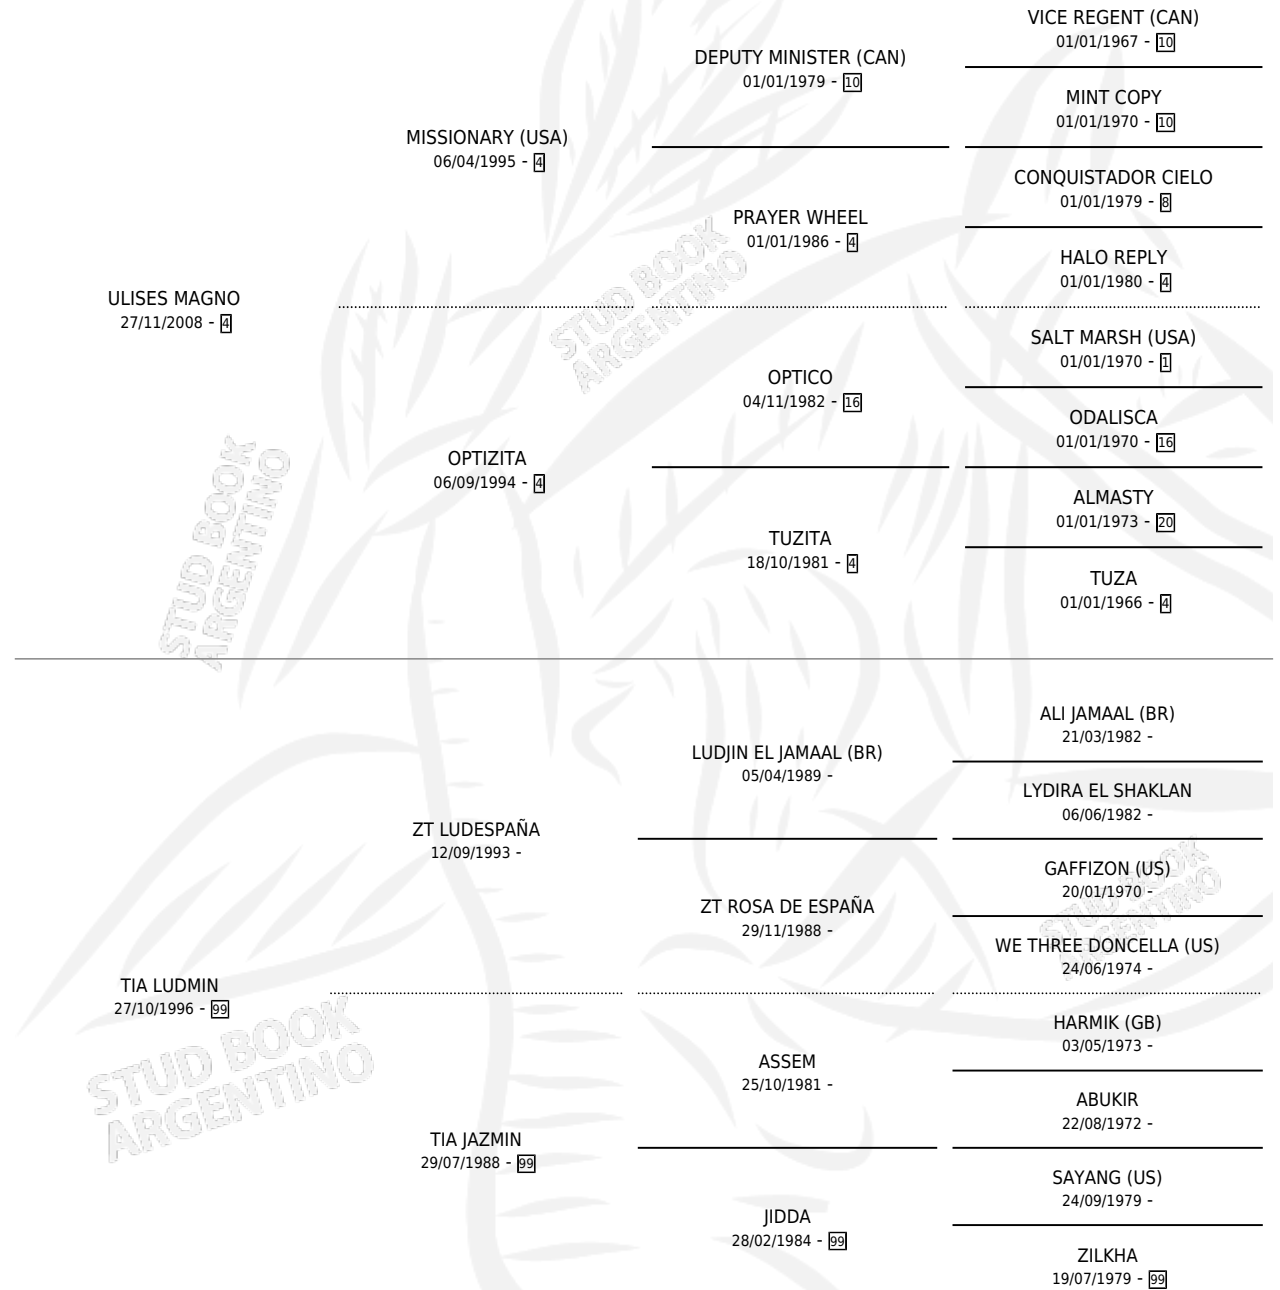 VICE REGENT (CAN)
01/01/1967 - 10
DEPUTY MINISTER (CAN)
01/01/1979 - 10
MINT COPY
01/01/1970 - 10
MISSIONARY (USA)
06/04/1995 - 4
CONQUISTADOR CIELO
01/01/1979 - 8
PRAYER WHEEL
01/01/1986 - 4
HALO REPLY
01/01/1980 - 4
ULISES MAGNO
27/11/2008 - 4
STUD BOOK
ARGENTINO
SALT MARSH (USA)
01/01/1970 - 1
OPTICO
04/11/1982 - 16
ODALISCA
01/01/1970 - 16
OPTIZITA
06/09/1994 - 4
ALMASTY
01/01/1973 - 20
TUZITA
18/10/1981 - 4
TUZA
01/01/1966 - 4
STUD BOOK
ARGENTINO
ALI JAMAAL (BR)
21/03/1982 -
LUDJIN EL JAMAAL (BR)
05/04/1989 -
LYDIRA EL SHAKLAN
06/06/1982 -
ZT LUDESPAÑA
12/09/1993 -
GAFFIZON (US)
20/01/1970 -
ZT ROSA DE ESPAÑA
29/11/1988 -
WE THREE DONCELLA (US)
24/06/1974 -
STUD BOOK
ARGENTINO
TIA LUDMIN
27/10/1996 - 99
HARMIK (GB)
03/05/1973 -
ASSEM
25/10/1981 -
ABUKIR
22/08/1972 -
STUD BOOK
ARGENTINO
TIA JAZMIN
29/07/1988 - 99
SAYANG (US)
24/09/1979 -
JIDDA
28/02/1984 - 99
ZILKHA
19/07/1979 - 99